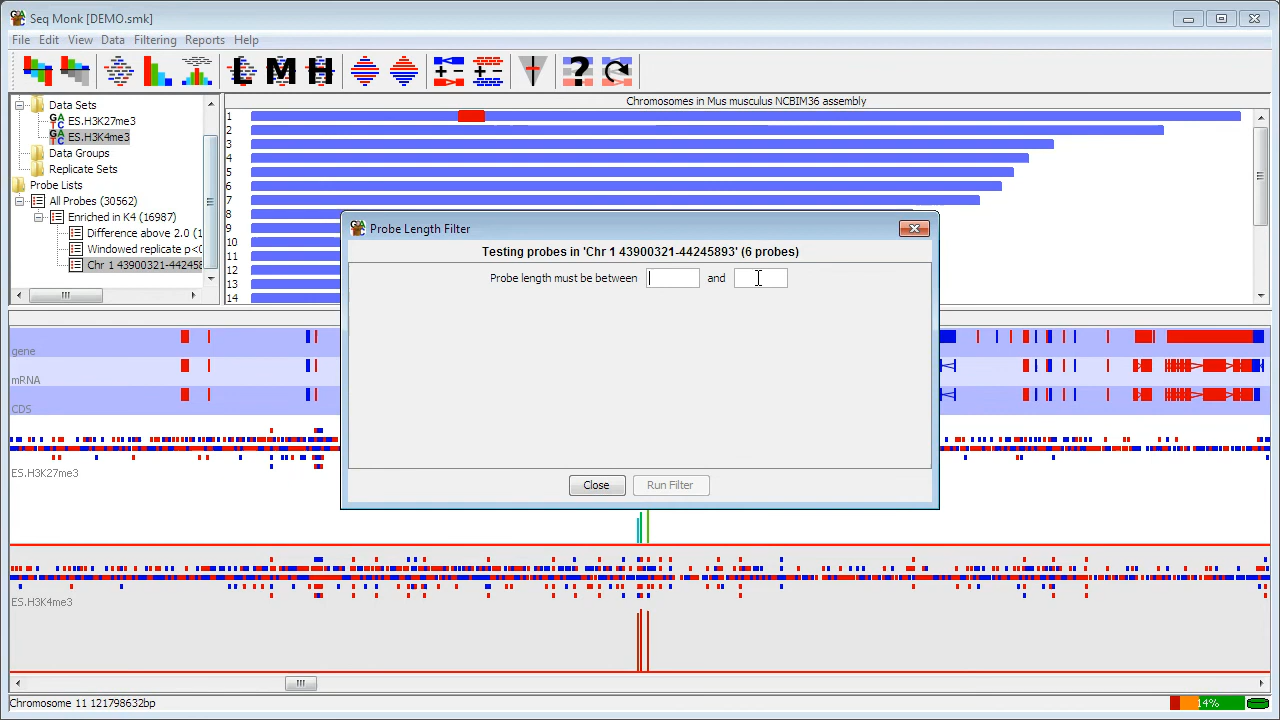 Seq Monk [DEMO.smk]
File Edit View Data Filtering Reports Help
L M H ?
Data Sets
ES.H3K27me3
ES.H3K4me3
Data Groups
Replicate Sets
Probe Lists
All Probes (30562)
Enriched in K4 (16987)
Difference above 2.0 (1
Windowed replicate p<0
Chr 1 43900321-442458
Chromosomes in Mus musculus NCBIM36 assembly
1
2
3
4
5
6
7
8
9
10
11
12
13
14
Probe Length Filter
Testing probes in 'Chr 1 43900321-44245893' (6 probes)
Probe length must be between and
Close Run Filter
gene
mRNA
CDS
ES.H3K27me3
ES.H3K4me3
Chromosome 11 121798632bp
14%